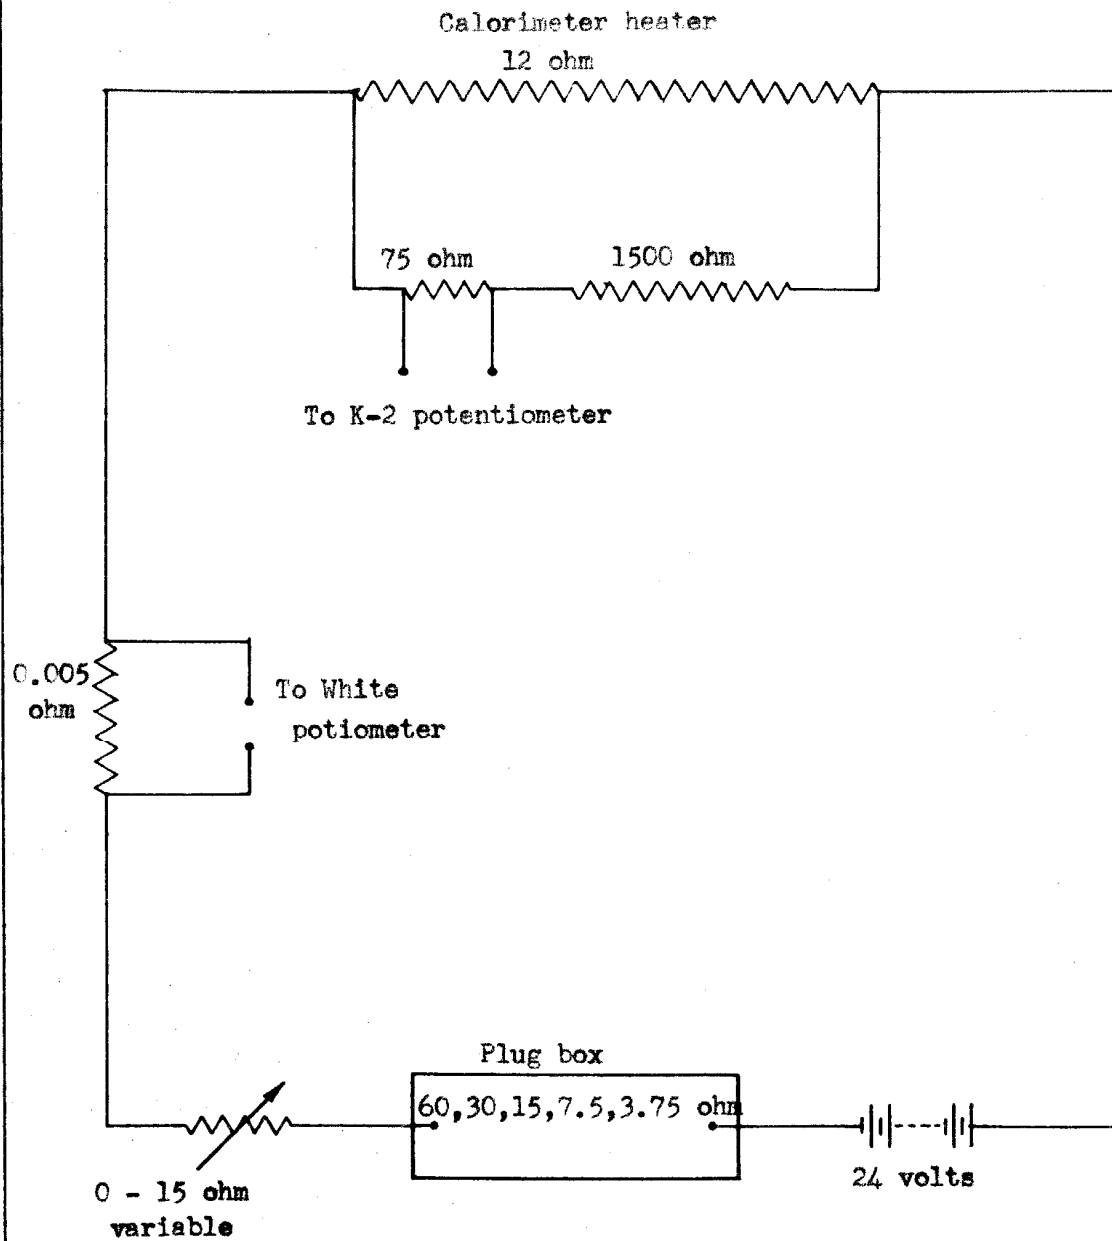 Calorimeter heater
12 ohm
75 ohm
1500 ohm
To K-2 potentiometer
0.005
ohm
To White
potiometer
Plug box
60,30,15,7.5,3.75 ohm
24 volts
0 - 15 ohm
variable